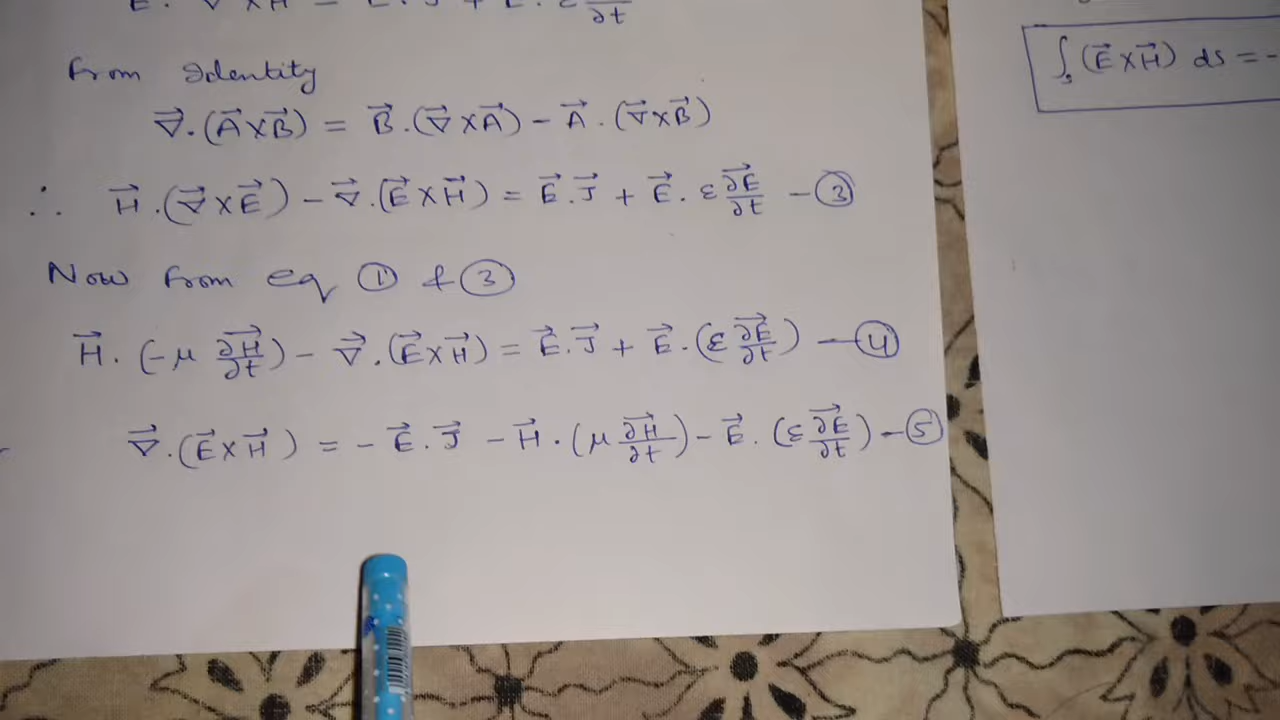 E⃗ . ∇⃗ × H⃗ = E⃗ . J⃗ + E⃗ . ε ∂E⃗/∂t
From Identity
∇⃗ . (A⃗ × B⃗) = B⃗ . (∇⃗ × A⃗) − A⃗ . (∇⃗ × B⃗)
∴ H⃗ . (∇⃗ × E⃗) − ∇⃗ . (E⃗ × H⃗) = E⃗ . J⃗ + E⃗ . ε ∂E⃗/∂t − ③
Now from eq ① & ③
H⃗ . (−μ ∂H⃗/∂t) − ∇⃗ . (E⃗ × H⃗) = E⃗ . J⃗ + E⃗ . (ε ∂E⃗/∂t) — ④
∇⃗ . (E⃗ × H⃗) = − E⃗ . J⃗ − H⃗ . (μ ∂H⃗/∂t) − E⃗ . (ε ∂E⃗/∂t) − ⑤
∫s (E⃗ × H⃗) ds = −